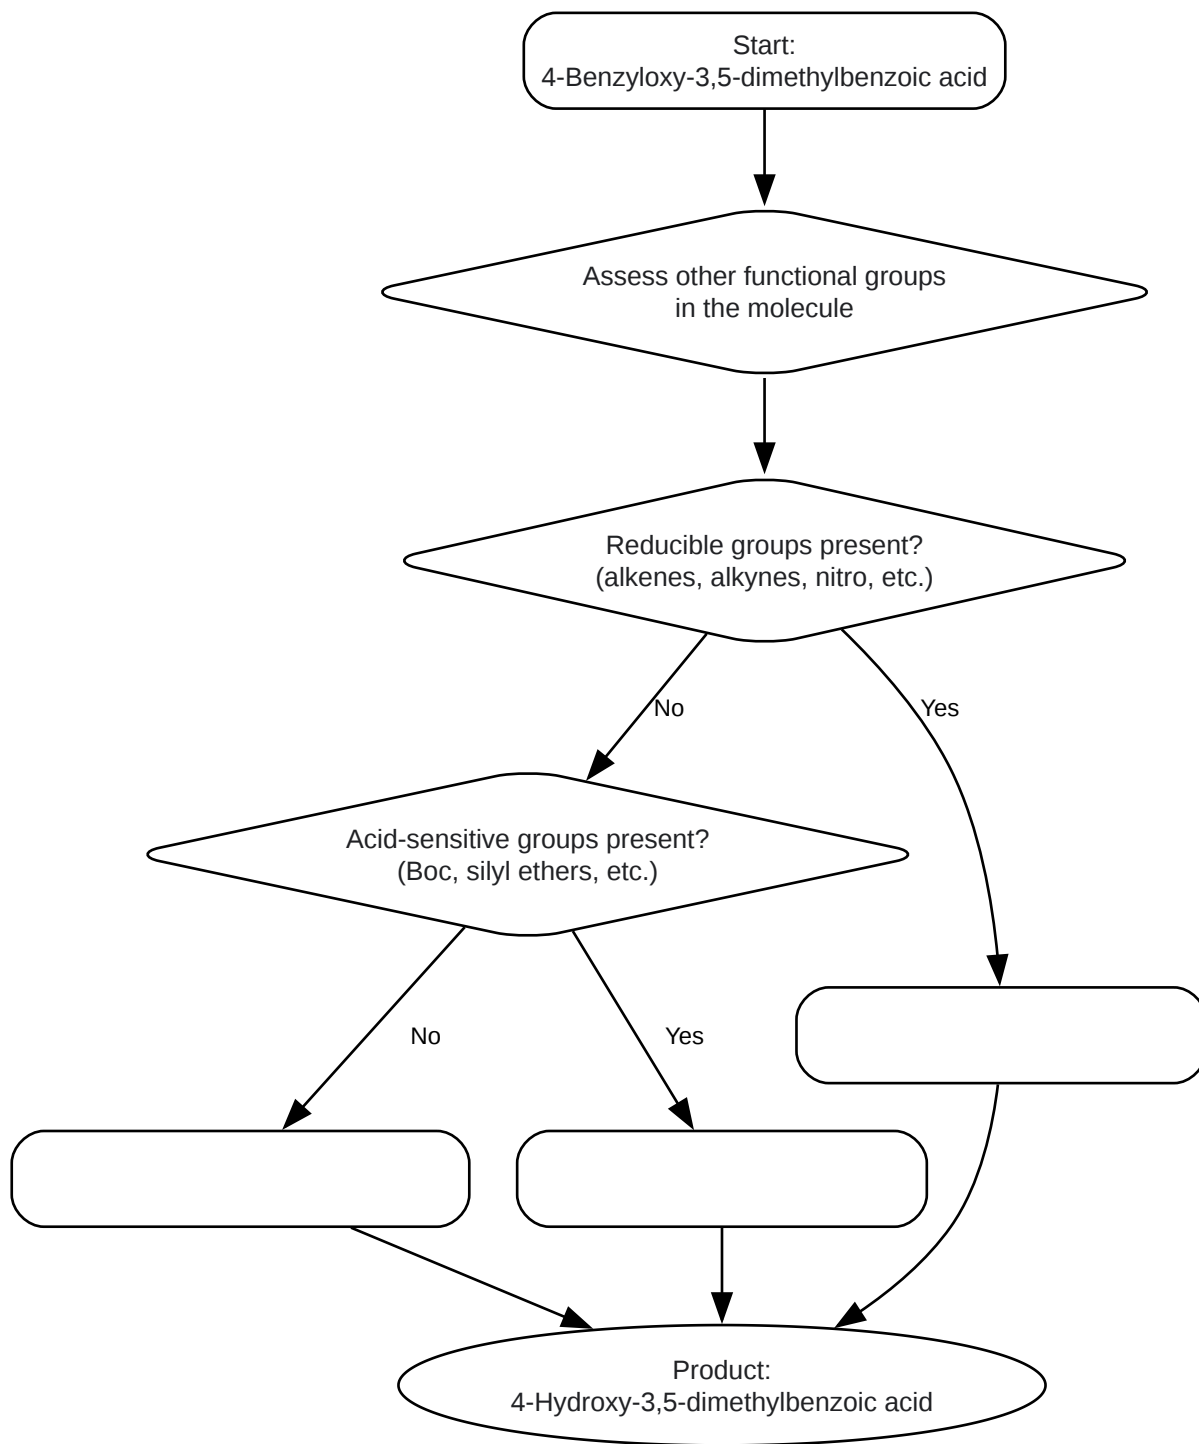 Start:
4-Benzyloxy-3,5-dimethylbenzoic acid
Assess other functional groups
in the molecule
Reducible groups present?
(alkenes, alkynes, nitro, etc.)
No
Yes
Acid-sensitive groups present?
(Boc, silyl ethers, etc.)
No
Yes
Product:
4-Hydroxy-3,5-dimethylbenzoic acid